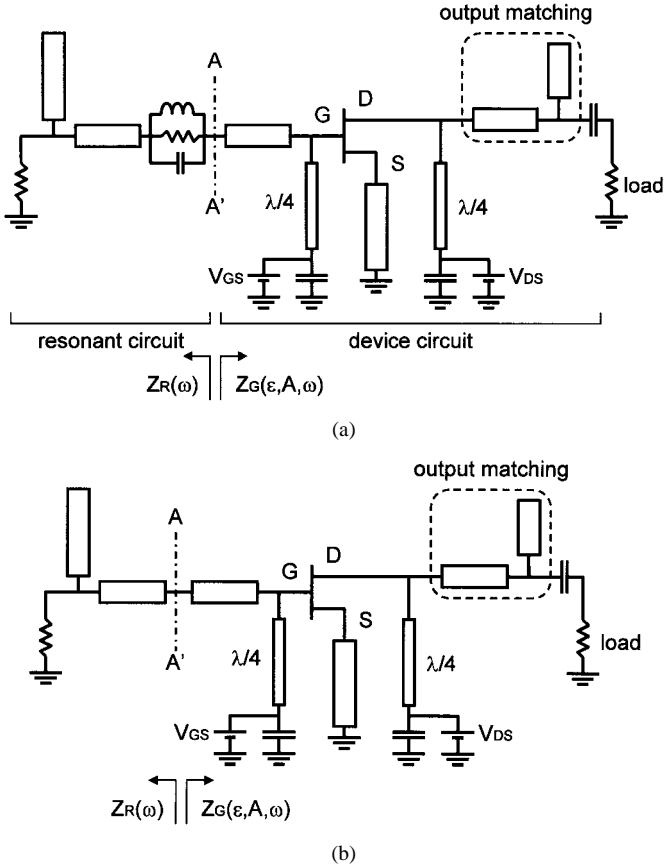 output matching
A
G
D
S
A'
λ/4
λ/4
load
VGS
VDS
resonant circuit
device circuit
ZR(ω)
ZG(ε,A,ω)
(a)
output matching
A
G
D
S
A'
λ/4
λ/4
load
VGS
VDS
ZR(ω)
ZG(ε,A,ω)
(b)